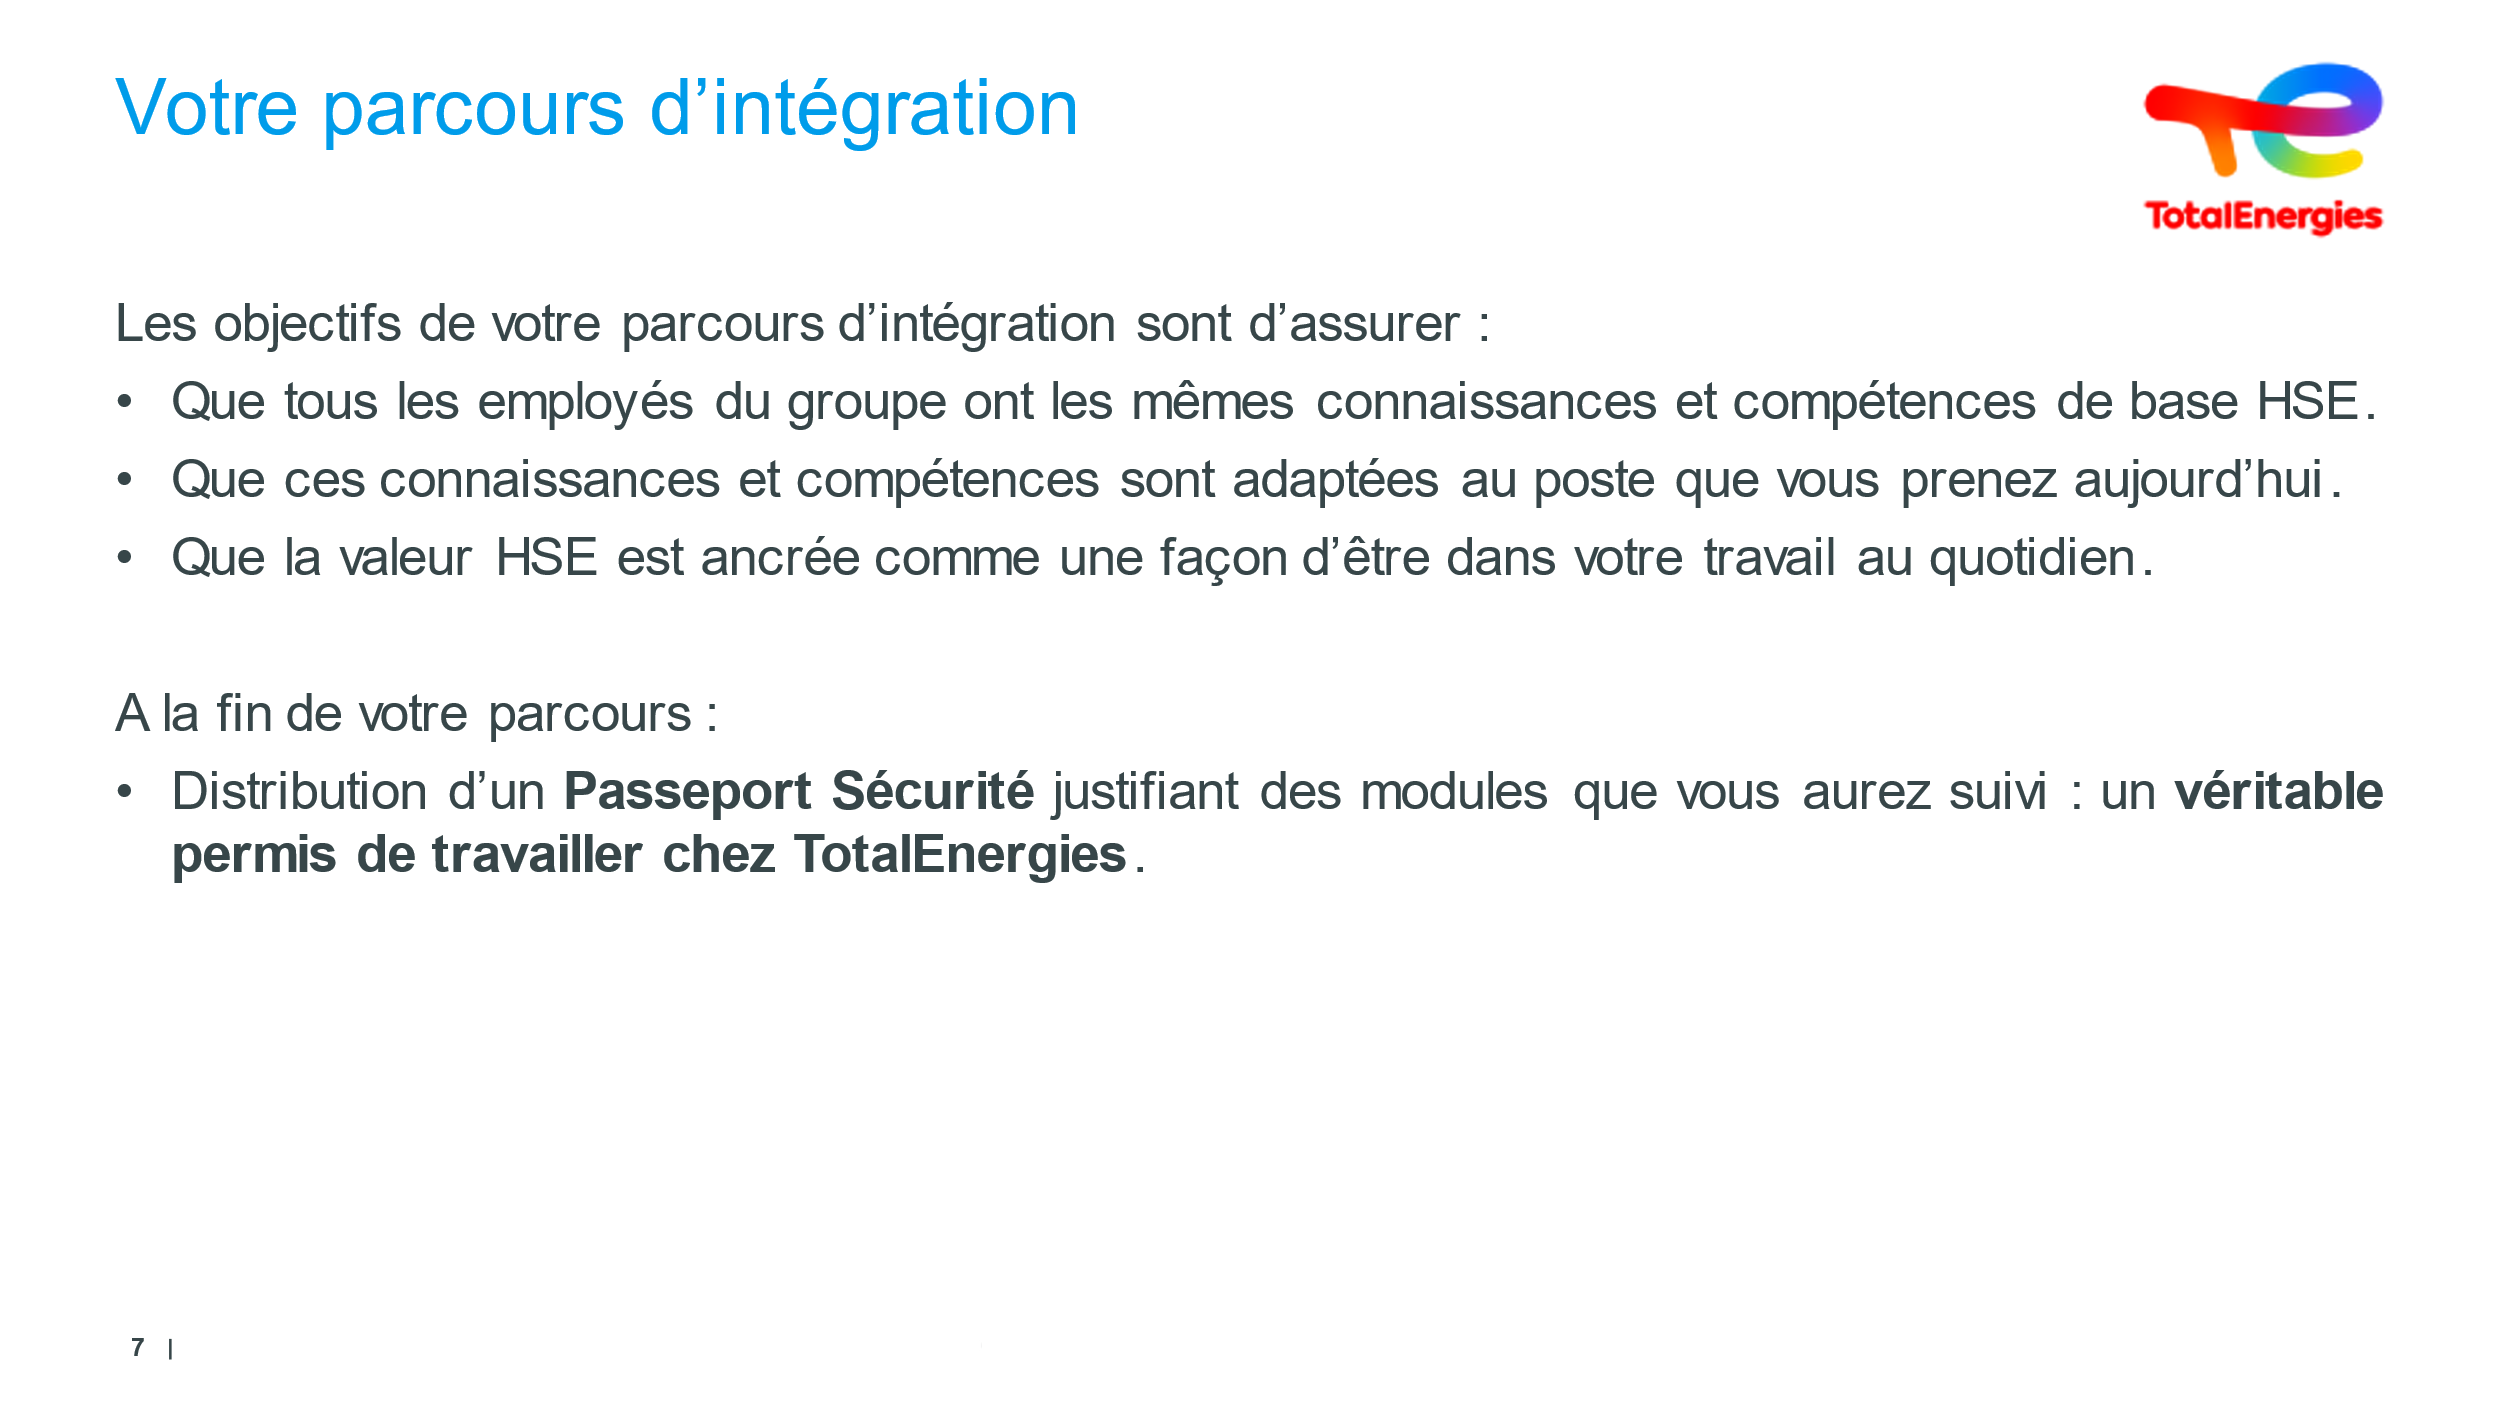 Votre parcours d’intégration
TotalEnergies
Les objectifs de votre parcours d’intégration sont d’assurer :
• Que tous les employés du groupe ont les mêmes connaissances et compétences de base HSE.
• Que ces connaissances et compétences sont adaptées au poste que vous prenez aujourd’hui.
• Que la valeur HSE est ancrée comme une façon d’être dans votre travail au quotidien.
A la fin de votre parcours :
• Distribution d’un Passeport Sécurité justifiant des modules que vous aurez suivi : un véritable
permis de travailler chez TotalEnergies.
7 |